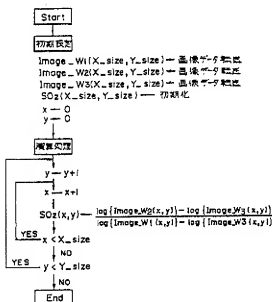 Start
初期設定
Image_W1(X_size, Y_size) ← 画像データ転送
Image_W2(X_size, Y_size) ← 画像データ転送
Image_W3(X_size, Y_size) ← 画像データ転送
SO2(X_size, Y_size) ← 初期化
x ← 0
y ← 0
演算処理
y ← y+1
x ← x+1
SO2(x,y) ← log{Image_W2(x,y)} − log{Image_W3(x,y)}
log{Image_W1(x,y)} − log{Image_W3(x,y)}
YES
x < X_size
NO
YES
y < Y_size
NO
End